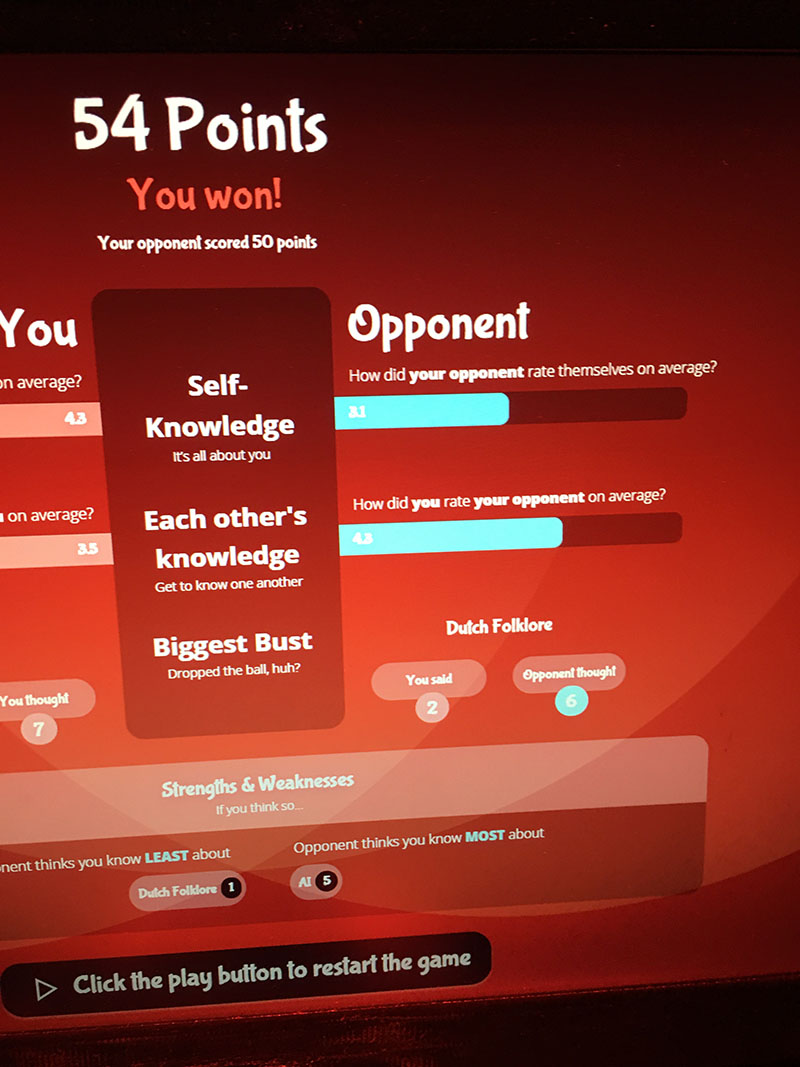 54 Points
You won!
Your opponent scored 50 points
You
on average?
4.3
on average?
3.5
You thought
7
Self-
Knowledge
It's all about you
Each other's
knowledge
Get to know one another
Biggest Bust
Dropped the ball, huh?
Opponent
How did your opponent rate themselves on average?
3.1
How did you rate your opponent on average?
4.3
Dutch Folklore
You said
2
Opponent thought
6
Strengths & Weaknesses
If you think so...
nent thinks you know LEAST about
Dutch Folklore 1
Opponent thinks you know MOST about
AI 5
Click the play button to restart the game